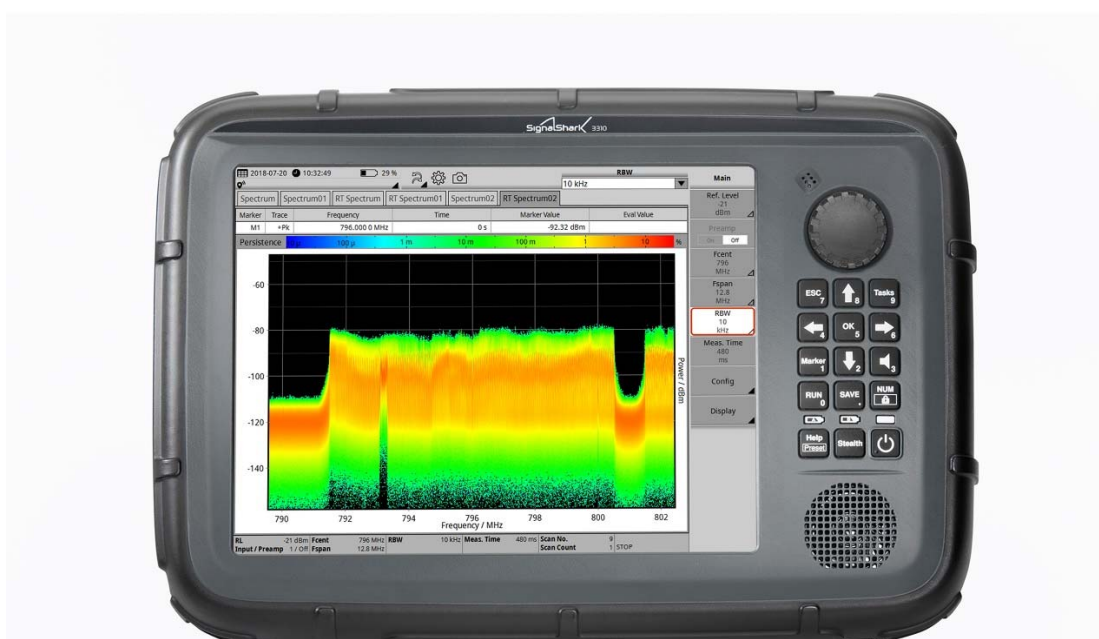 SignalShark 3310
2018-07-26 10:32:49 29 % RBW
10 kHz
Spectrum Spectrum01 RT Spectrum RT Spectrum01 Spectrum02 RT Spectrum02
Marker Trace Frequency Time Marker Value Eval Value
M1 +Pk 796.000 0 MHz 0 s -92.32 dBm
Persistence 100 µ 1 m 10 m 100 m 1 10 %
-60
-80
-100
-120
-140
Power / dBm
790 792 794 796 798 800 802
Frequency / MHz
RL -21 dBm Fcent 796 MHz RBW 10 kHz Meas. Time 480 ms Scan No. 9
Input / Preamp 1 / Off Fspan 12.8 MHz Scan Count 1 STOP
Main
Ref. Level
-21
dBm
Preamp
On Off
Fcent
796
MHz
Fspan
12.8
MHz
RBW
10
kHz
Meas. Time
480
ms
Config
Display
ESC 7 8 Tasks 9
4 OK 5 6
Marker 1 2 3
RUN 0 SAVE . NUM
Help Preset Stealth